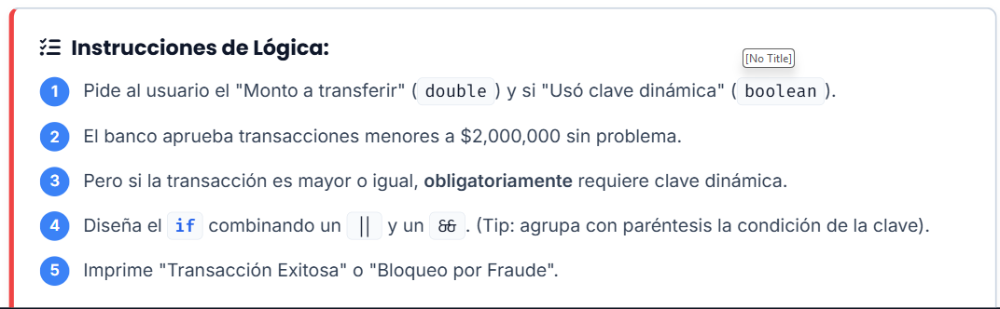 Instrucciones de Lógica:
[No Title]
1 Pide al usuario el "Monto a transferir" ( double ) y si "Usó clave dinámica" ( boolean ).
2 El banco aprueba transacciones menores a $2,000,000 sin problema.
3 Pero si la transacción es mayor o igual, obligatoriamente requiere clave dinámica.
4 Diseña el if combinando un || y un && . (Tip: agrupa con paréntesis la condición de la clave).
5 Imprime "Transacción Exitosa" o "Bloqueo por Fraude".